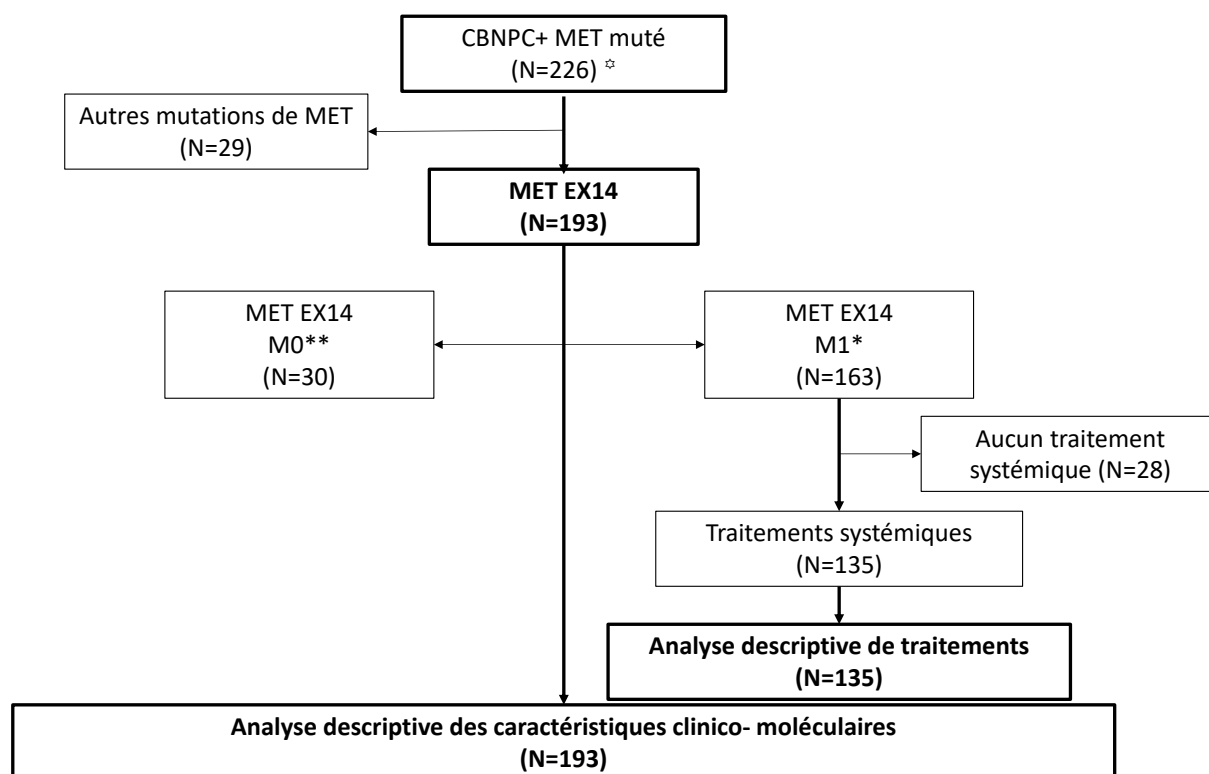 CBNPC+ MET muté
(N=226) ✡
Autres mutations de MET
(N=29)
MET EX14
(N=193)
MET EX14
M0**
(N=30)
MET EX14
M1*
(N=163)
Aucun traitement
systémique (N=28)
Traitements systémiques
(N=135)
Analyse descriptive de traitements
(N=135)
Analyse descriptive des caractéristiques clinico- moléculaires
(N=193)